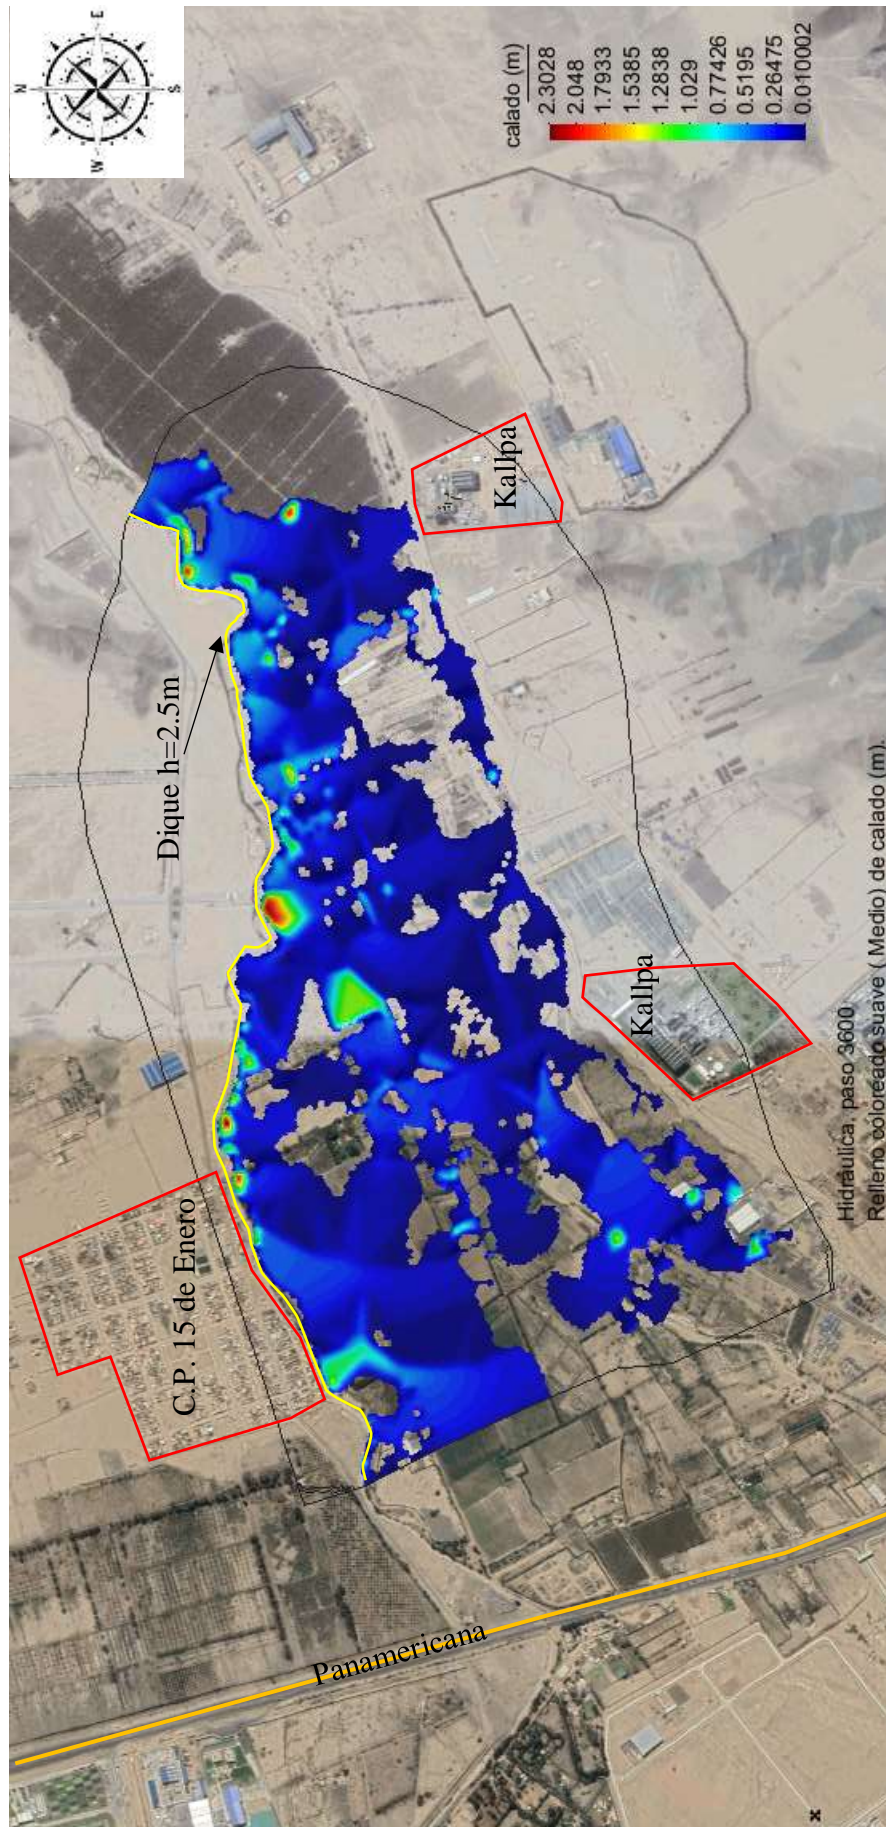 N
E
S
W
calado (m)
2.3028
2.048
1.7933
1.5385
1.2838
1.029
0.77426
0.5195
0.26475
0.010002
Kallpa
Dique h=2.5m
Kallpa
C.P. 15 de Enero
Panamericana
Hidráulica, paso 3600
Relleno coloreado suave ( Medio) de calado (m).
x